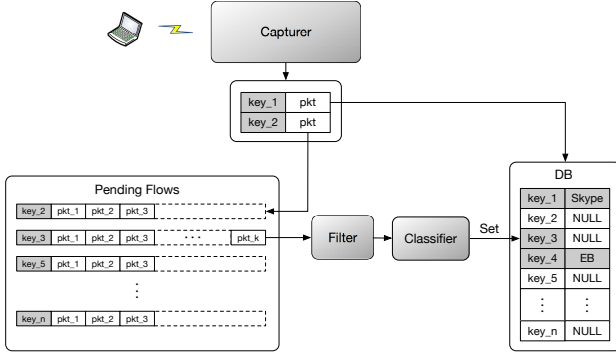 Capturer
key_1 pkt
key_2 pkt
Pending Flows
key_2 pkt_1 pkt_2 pkt_3
key_3 pkt_1 pkt_2 pkt_3 ... pkt_k
key_5 pkt_1 pkt_2 pkt_3
⋮
key_n pkt_1 pkt_2 pkt_3
Filter
Classifier
Set
DB
key_1 Skype
key_2 NULL
key_3 NULL
key_4 EB
key_5 NULL
⋮ ⋮
key_n NULL